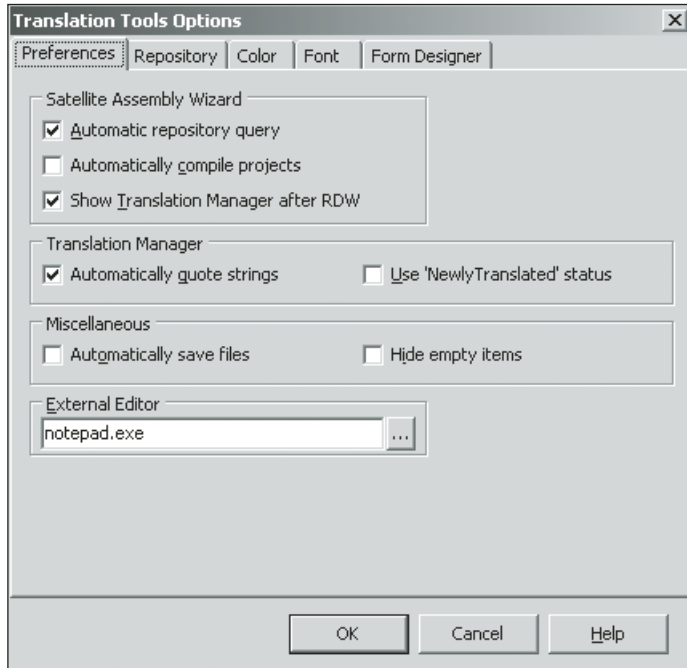 Translation Tools Options
Preferences Repository Color Font Form Designer
Satellite Assembly Wizard
Automatic repository query
Automatically compile projects
Show Translation Manager after RDW
Translation Manager
Automatically quote strings Use 'NewlyTranslated' status
Miscellaneous
Automatically save files Hide empty items
External Editor
notepad.exe ...
OK Cancel Help